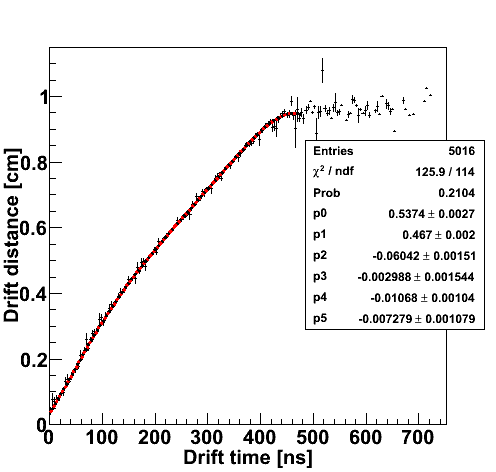 Drift distance [cm]
1
0.8
0.6
0.4
0.2
0
0 100 200 300 400 500 600 700
Drift time [ns]
Entries 5016
χ² / ndf 125.9 / 114
Prob 0.2104
p0 0.5374 ± 0.0027
p1 0.467 ± 0.002
p2 -0.06042 ± 0.00151
p3 -0.002988 ± 0.001544
p4 -0.01068 ± 0.00104
p5 -0.007279 ± 0.001079